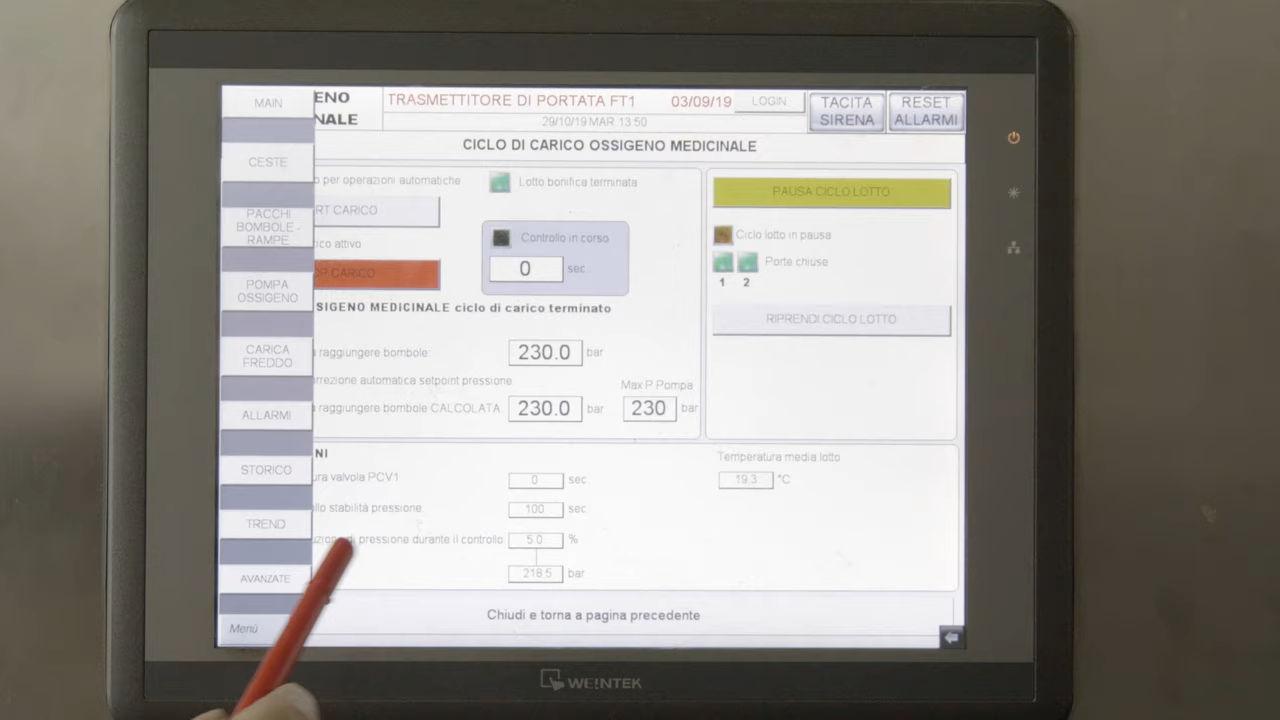 MAIN
CESTE
PACCHI
BOMBOLE -
RAMPE
POMPA
OSSIGENO
CARICA
FREDDO
ALLARMI
STORICO
TREND
AVANZATE
Menù
ENO
NALE
TRASMETTITORE DI PORTATA FT1 03/09/19
29/10/19 MAR 13:50
LOGIN
TACITA
SIRENA
RESET
ALLARMI
CICLO DI CARICO OSSIGENO MEDICINALE
per operazioni automatiche
RT CARICO
attivo
OP CARICO
Lotto bonifica terminata
Controllo in corso
0 sec
SIGENO MEDICINALE ciclo di carico terminato
raggiungere bombole 230.0 bar
rrezione automatica setpoint pressione
raggiungere bombole CALCOLATA 230.0 bar
Max P Pompa
230 bar
PAUSA CICLO LOTTO
Ciclo lotto in pausa
Porte chiuse
1 2
RIPRENDI CICLO LOTTO
NI
ura valvola PCV1 0 sec
llo stabilità pressione 100 sec
uzione di pressione durante il controllo 5.0 %
218.5 bar
Temperatura media lotto
19.3 °C
Chiudi e torna a pagina precedente
WEINTEK